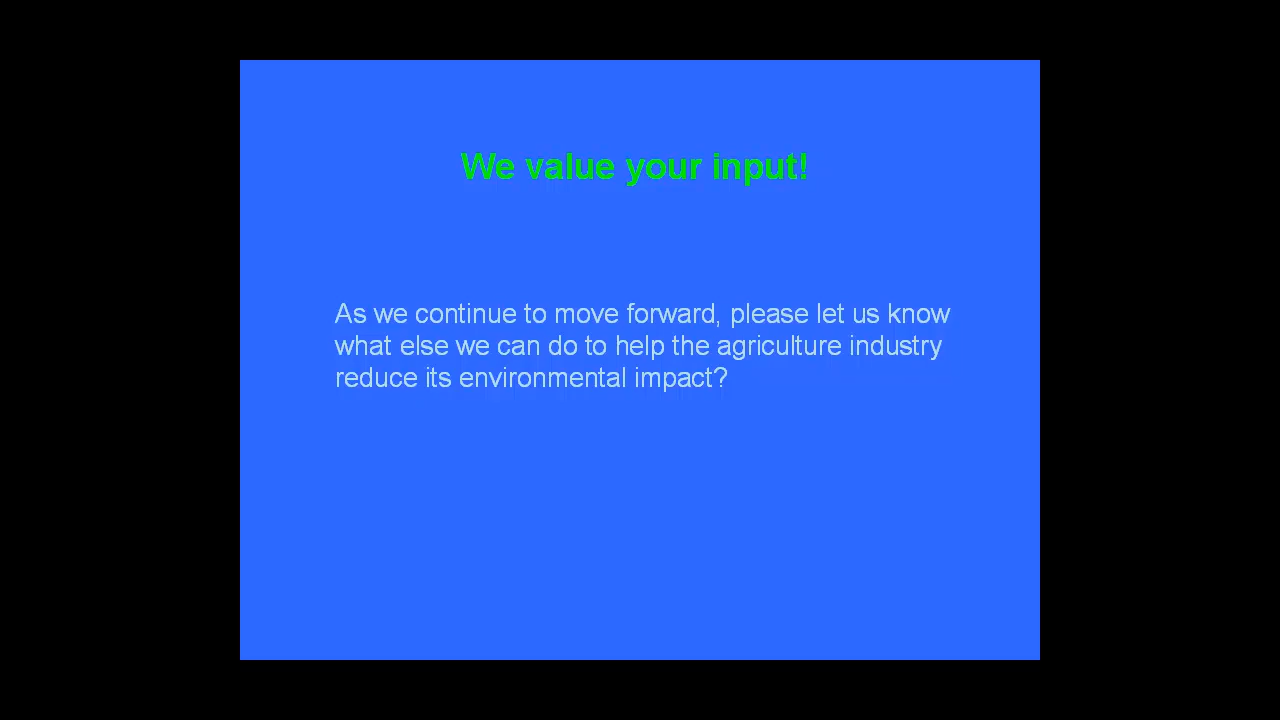 We value your input!
As we continue to move forward, please let us know
what else we can do to help the agriculture industry
reduce its environmental impact?